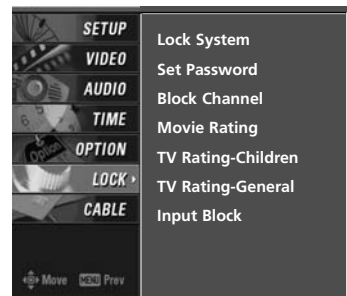 SETUP
VIDEO
AUDIO
TIME
Option
OPTION
LOCK
CABLE
Move MENU Prev
Lock System
Set Password
Block Channel
Movie Rating
TV Rating-Children
TV Rating-General
Input Block